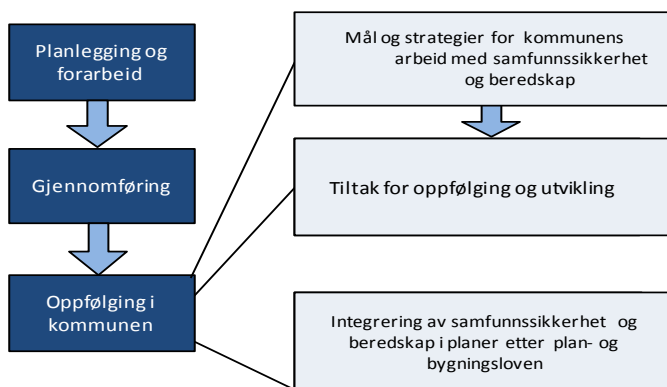 Planlegging og
forarbeid
Gjennomføring
Oppfølging i
kommunen
Mål og strategier for kommunens
arbeid med samfunnssikkerhet
og beredskap
Tiltak for oppfølging og utvikling
Integrering av samfunnssikkerhet og
beredskap i planer etter plan- og
bygningsloven